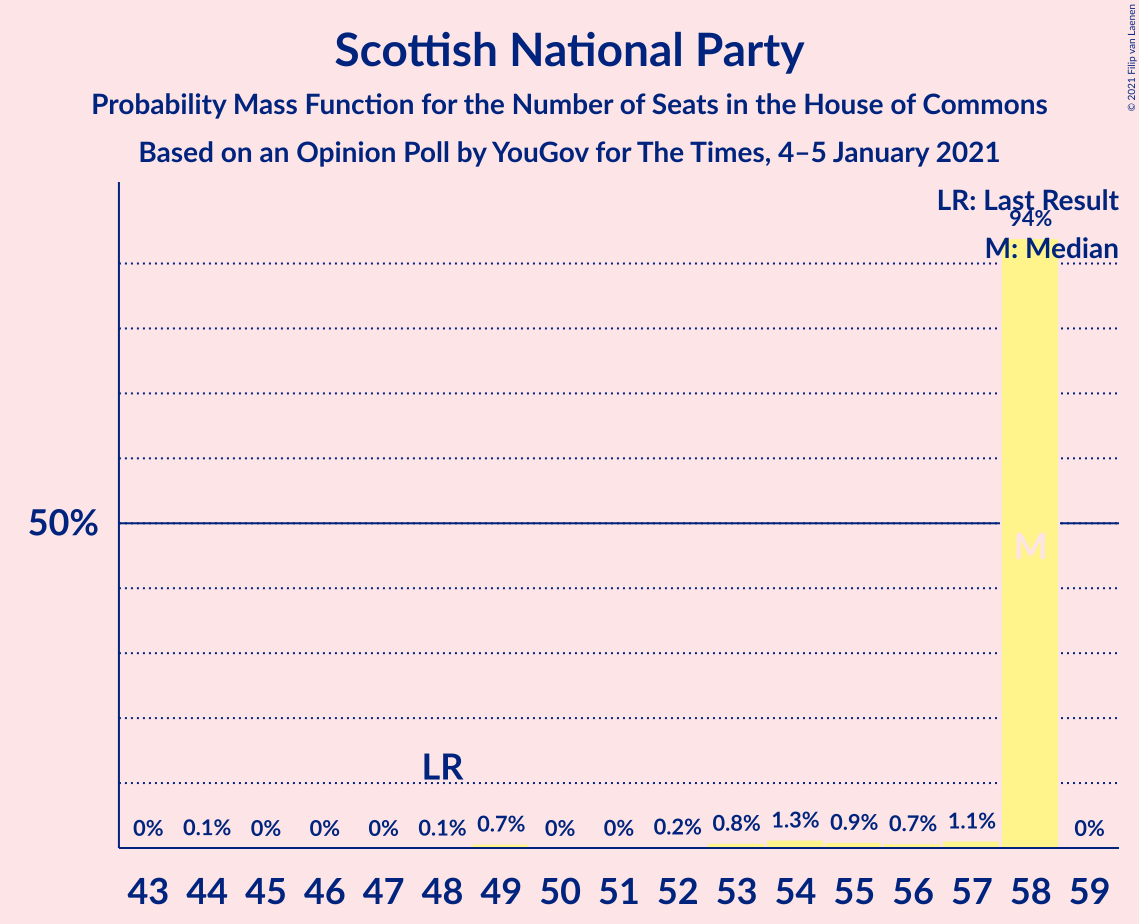 Scottish National Party
Probability Mass Function for the Number of Seats in the House of Commons
Based on an Opinion Poll by YouGov for The Times, 4–5 January 2021
© 2021 Filip van Laenen
LR: Last Result
94%
M: Median
50%
M
LR
0% 0.1% 0% 0% 0% 0.1% 0.7% 0% 0% 0.2% 0.8% 1.3% 0.9% 0.7% 1.1% 0%
43 44 45 46 47 48 49 50 51 52 53 54 55 56 57 58 59